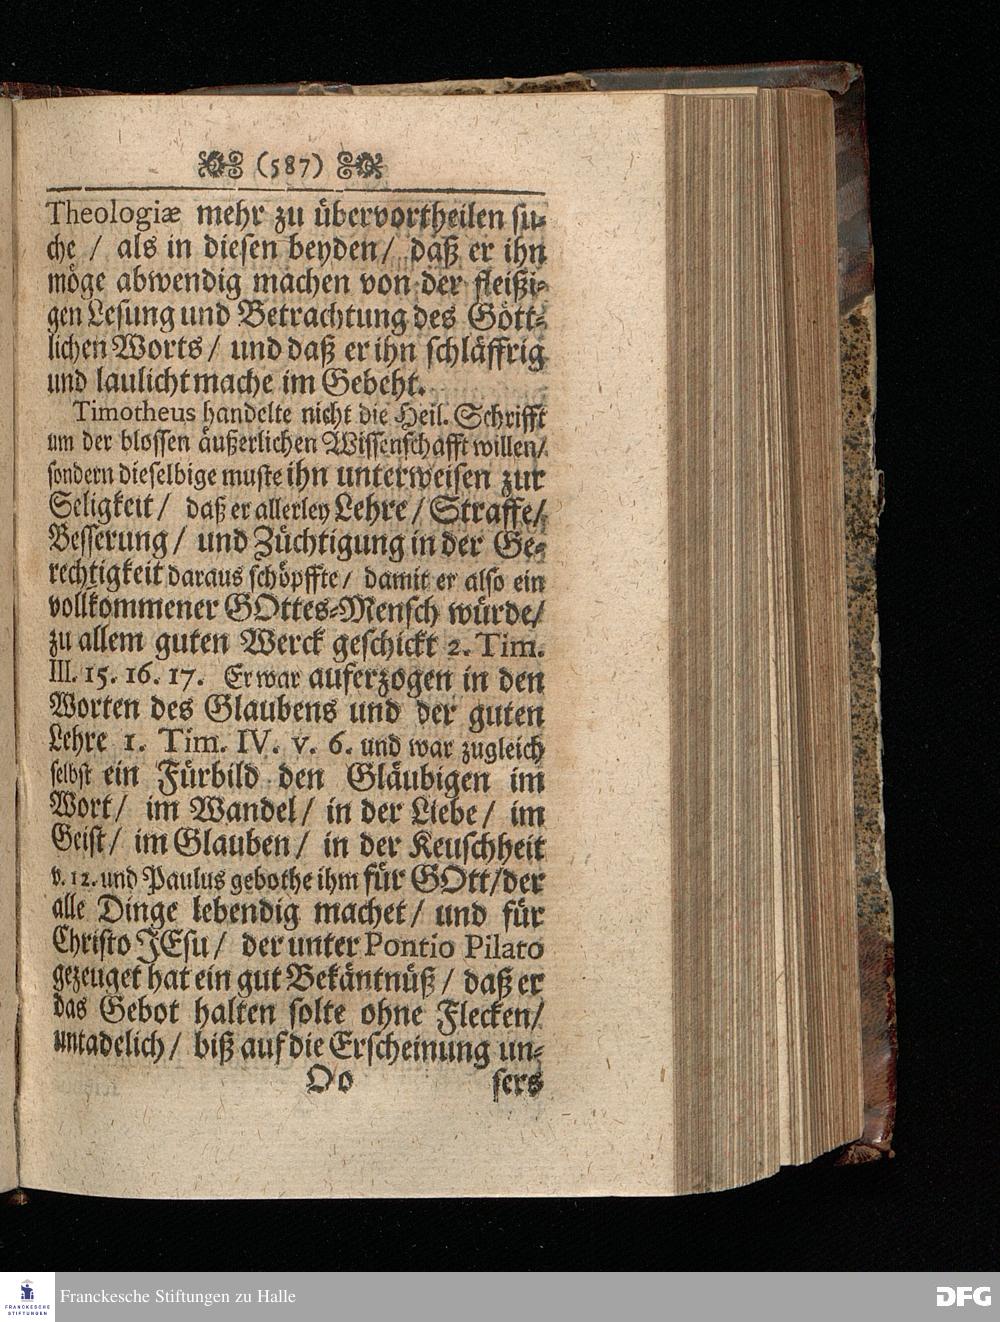 (587)
Theologiæ mehr zu übervortheilen su-
che / als in diesen beyden/ daß er ihn
möge abwendig machen von der fleißi-
gen Lesung und Betrachtung des Gött-
lichen Worts / und daß er ihn schläffrig
und laulicht mache im Gebeht.
Timotheus handelte nicht die Heil. Schrifft
um der blossen äußerlichen Wissenschafft willen/
sondern dieselbige muste ihn unterweisen zur
Seligkeit / daß er allerley Lehre / Straffe/
Besserung / und Züchtigung in der Ge-
rechtigkeit daraus schöpffte / damit er also ein
vollkommener GOttes-Mensch würde/
zu allem guten Werck geschickt 2. Tim.
III. 15. 16. 17. Er war auferzogen in den
Worten des Glaubens und der guten
Lehre 1. Tim. IV. v. 6. und war zugleich
selbst ein Fürbild den Gläubigen im
Wort / im Wandel / in der Liebe / im
Geist / im Glauben / in der Keuschheit
v. 12. und Paulus gebothe ihm für GOtt/der
alle Dinge lebendig machet / und für
Christo JEsu / der unter Pontio Pilato
gezeuget hat ein gut Bekäntnüß / daß er
das Gebot halten solte ohne Flecken/
untadelich / biß auf die Erscheinung un-
Oo sers
FRANCKESCHE
STIFTUNGEN
Franckesche Stiftungen zu Halle
DFG